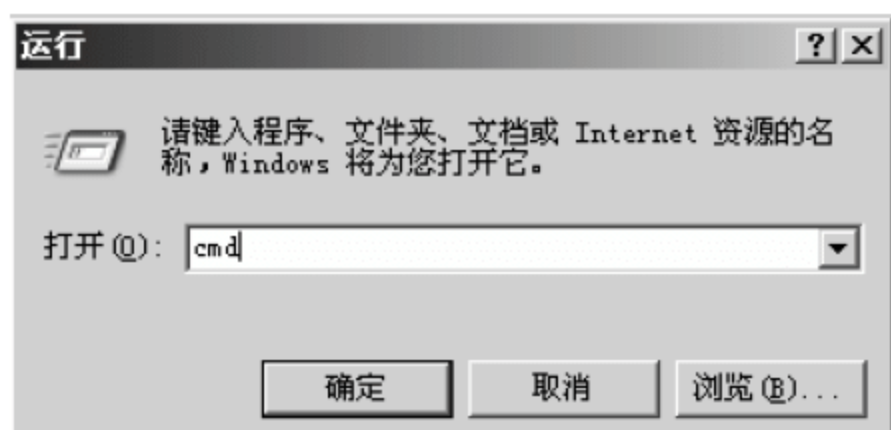 运行
请键入程序、文件夹、文档或 Internet 资源的名
称，Windows 将为您打开它。
打开(O): cmd
确定 取消 浏览(B)...